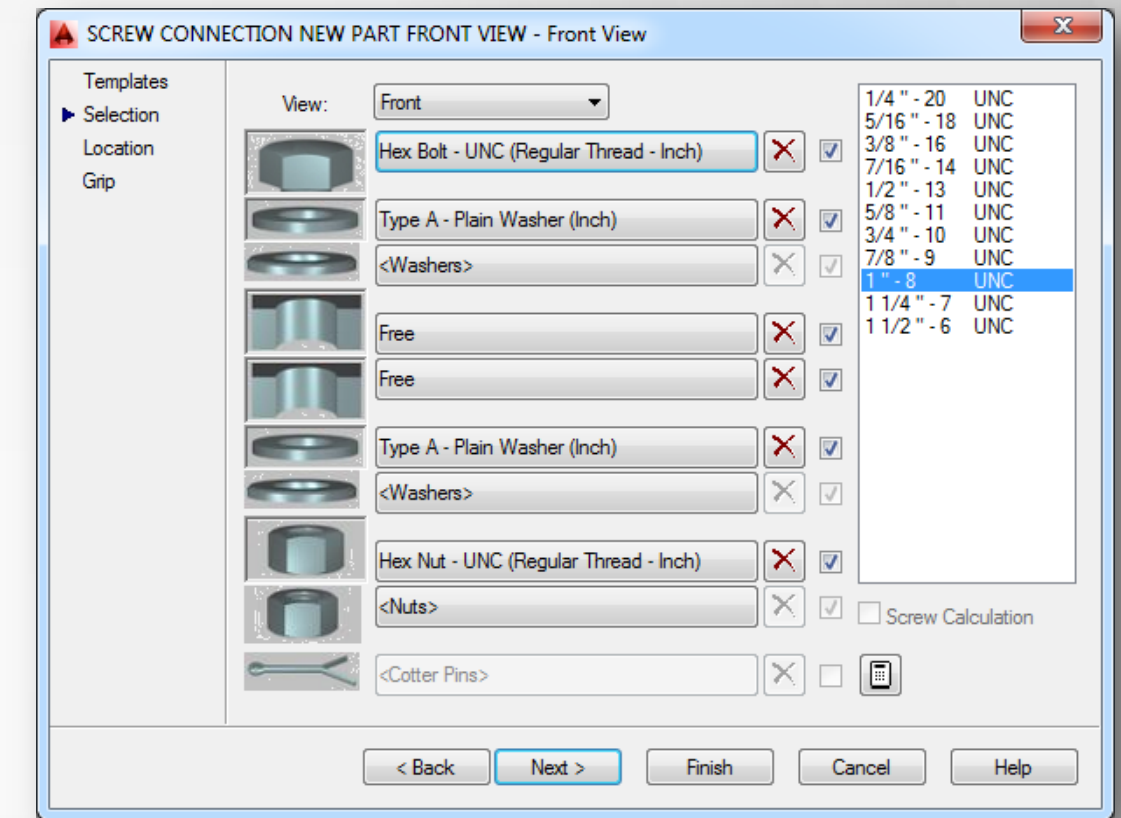 SCREW CONNECTION NEW PART FRONT VIEW - Front View
Templates
Selection
Location
Grip
View:
Front
Hex Bolt - UNC (Regular Thread - Inch)
Type A - Plain Washer (Inch)
<Washers>
Free
Free
Type A - Plain Washer (Inch)
<Washers>
Hex Nut - UNC (Regular Thread - Inch)
<Nuts>
<Cotter Pins>
1/4 " - 20 UNC
5/16 " - 18 UNC
3/8 " - 16 UNC
7/16 " - 14 UNC
1/2 " - 13 UNC
5/8 " - 11 UNC
3/4 " - 10 UNC
7/8 " - 9 UNC
1 " - 8 UNC
1 1/4 " - 7 UNC
1 1/2 " - 6 UNC
Screw Calculation
< Back
Next >
Finish
Cancel
Help